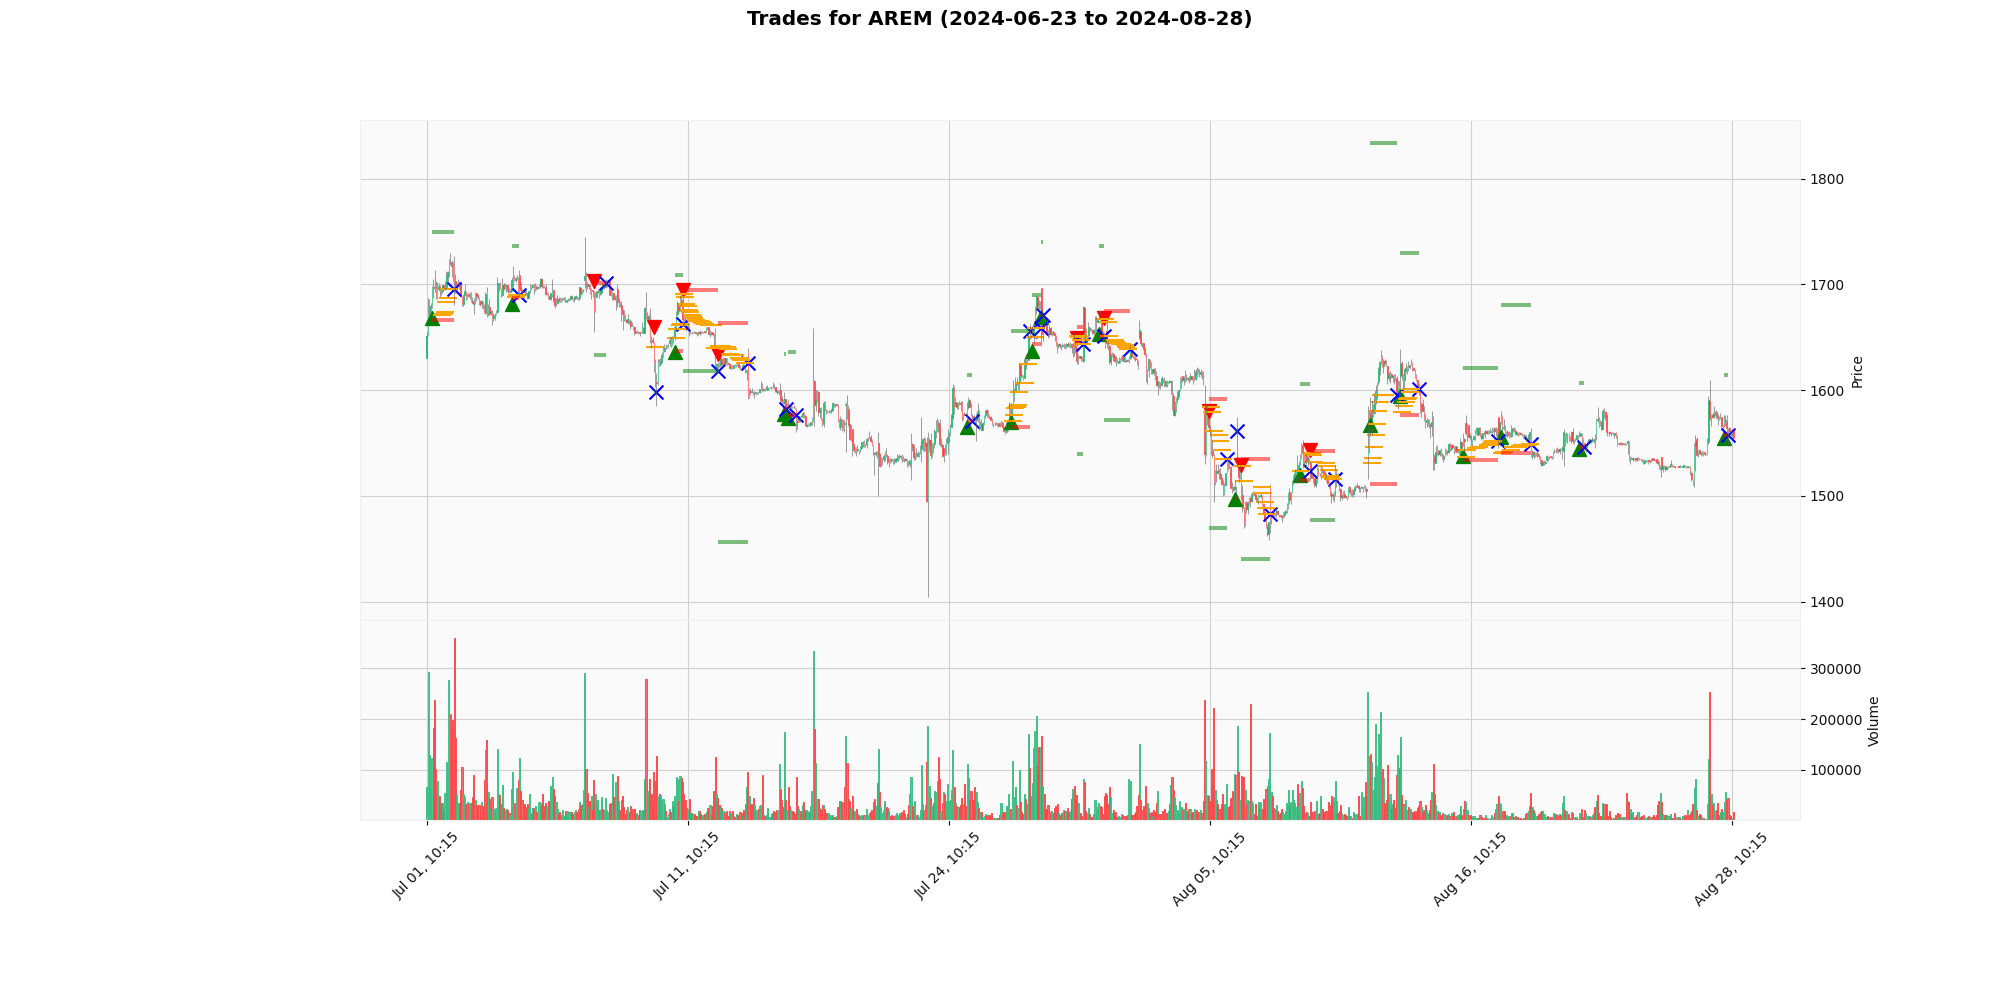 Trades for AREM (2024-06-23 to 2024-08-28)
1800
1700
1600
1500
1400
Price
300000
200000
100000
Volume
Jul 01, 10:15
Jul 11, 10:15
Jul 24, 10:15
Aug 05, 10:15
Aug 16, 10:15
Aug 28, 10:15